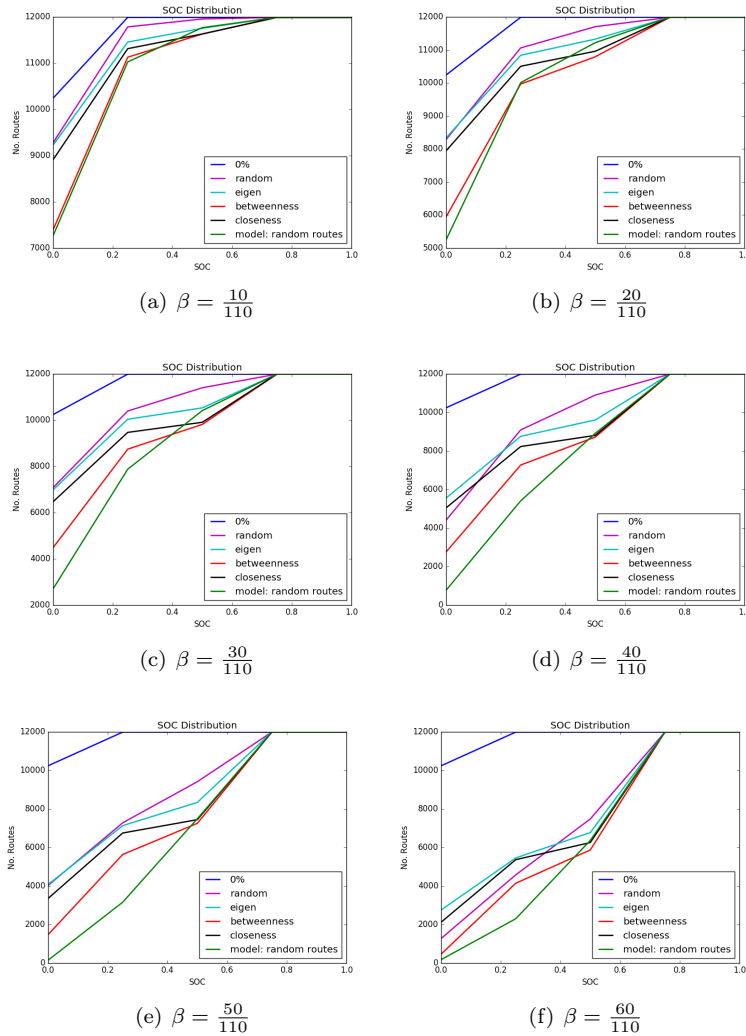 SOC Distribution
12000
11000
10000
9000
8000
7000
No. Routes
0%
random
eigen
betweenness
closeness
model: random routes
0.0 0.2 0.4 0.6 0.8 1.0
SOC
(a) β = 10/110
SOC Distribution
12000
11000
10000
9000
8000
7000
6000
5000
No. Routes
0%
random
eigen
betweenness
closeness
model: random routes
0.0 0.2 0.4 0.6 0.8 1.
SOC
(b) β = 20/110
SOC Distribution
12000
10000
8000
6000
4000
2000
No. Routes
0%
random
eigen
betweenness
closeness
model: random routes
0.0 0.2 0.4 0.6 0.8 1.0
SOC
(c) β = 30/110
SOC Distribution
12000
10000
8000
6000
4000
2000
0
No. Routes
0%
random
eigen
betweenness
closeness
model: random routes
0.0 0.2 0.4 0.6 0.8 1.
SOC
(d) β = 40/110
SOC Distribution
12000
10000
8000
6000
4000
2000
0
No. Routes
0%
random
eigen
betweenness
closeness
model: random routes
0.0 0.2 0.4 0.6 0.8 1.0
SOC
(e) β = 50/110
SOC Distribution
12000
10000
8000
6000
4000
2000
0
No. Routes
0%
random
eigen
betweenness
closeness
model: random routes
0.0 0.2 0.4 0.6 0.8 1.0
SOC
(f) β = 60/110